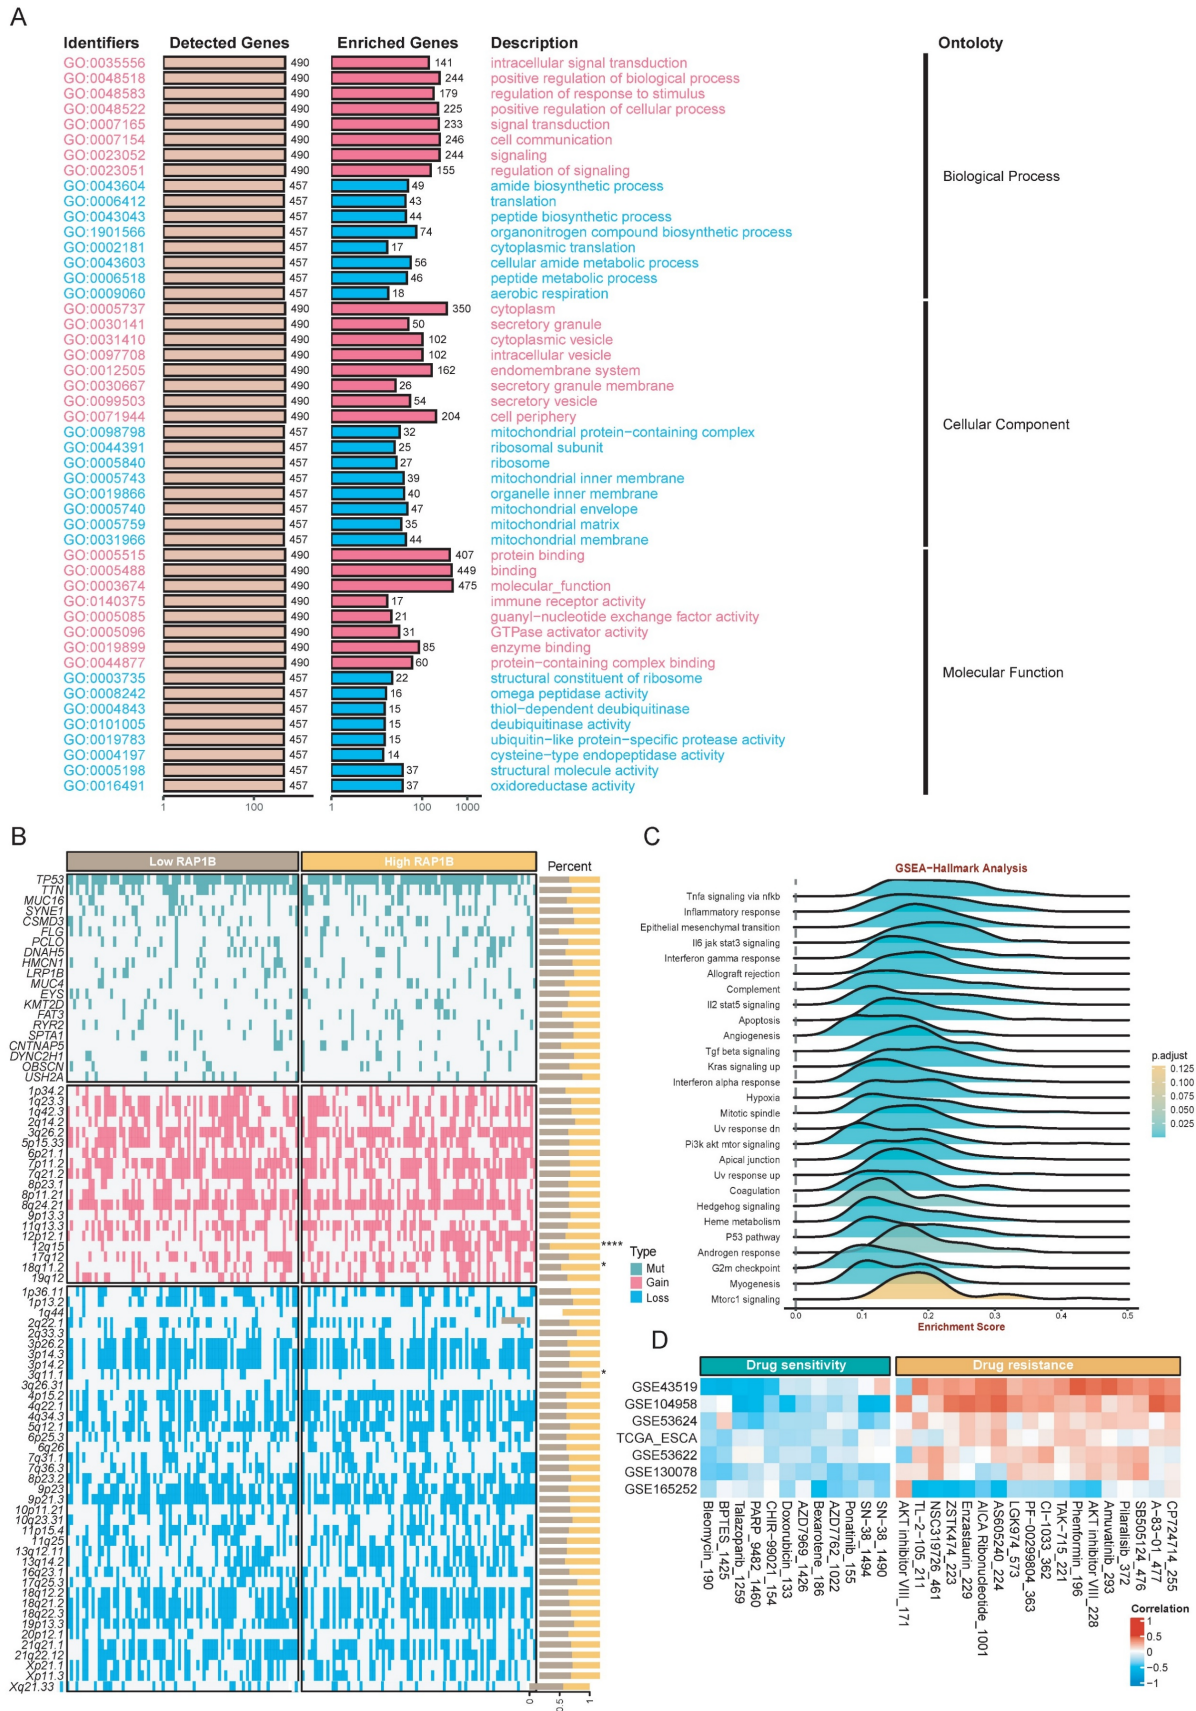 A
Identifiers Detected Genes Enriched Genes Description Ontoloty
GO:0035556 490 141 intracellular signal transduction
GO:0048518 490 244 positive regulation of biological process
GO:0048583 490 179 regulation of response to stimulus
GO:0048522 490 225 positive regulation of cellular process
GO:0007165 490 233 signal transduction
GO:0007154 490 246 cell communication
GO:0023052 490 244 signaling
GO:0023051 490 155 regulation of signaling
Biological Process
GO:0043604 457 49 amide biosynthetic process
GO:0006412 457 43 translation
GO:0043043 457 44 peptide biosynthetic process
GO:1901566 457 74 organonitrogen compound biosynthetic process
GO:0002181 457 17 cytoplasmic translation
GO:0043603 457 56 cellular amide metabolic process
GO:0006518 457 46 peptide metabolic process
GO:0009060 457 18 aerobic respiration
GO:0005737 490 350 cytoplasm
GO:0030141 490 50 secretory granule
GO:0031410 490 102 cytoplasmic vesicle
GO:0097708 490 102 intracellular vesicle
GO:0012505 490 162 endomembrane system
GO:0030667 490 26 secretory granule membrane
GO:0099503 490 54 secretory vesicle
GO:0071944 490 204 cell periphery
Cellular Component
GO:0098798 457 32 mitochondrial protein−containing complex
GO:0044391 457 25 ribosomal subunit
GO:0005840 457 27 ribosome
GO:0005743 457 39 mitochondrial inner membrane
GO:0019866 457 40 organelle inner membrane
GO:0005740 457 47 mitochondrial envelope
GO:0005759 457 35 mitochondrial matrix
GO:0031966 457 44 mitochondrial membrane
GO:0005515 490 407 protein binding
GO:0005488 490 449 binding
GO:0003674 490 475 molecular_function
GO:0140375 490 17 immune receptor activity
GO:0005085 490 21 guanyl−nucleotide exchange factor activity
GO:0005096 490 31 GTPase activator activity
GO:0019899 490 85 enzyme binding
GO:0044877 490 60 protein−containing complex binding
Molecular Function
GO:0003735 457 22 structural constituent of ribosome
GO:0008242 457 16 omega peptidase activity
GO:0004843 457 15 thiol−dependent deubiquitinase
GO:0101005 457 15 deubiquitinase activity
GO:0019783 457 15 ubiquitin−like protein−specific protease activity
GO:0004197 457 14 cysteine−type endopeptidase activity
GO:0005198 457 37 structural molecule activity
GO:0016491 457 37 oxidoreductase activity
1 100 1 100 1000
B
Low RAP1B High RAP1B Percent
TP53
TTN
MUC16
SYNE1
CSMD3
FLG
PCLO
DNAH5
HMCN1
LRP1B
MUC4
EYS
KMT2D
FAT3
RYR2
SPTA1
CNTNAP5
DYNC2H1
OBSCN
USH2A
1p34.2
1q23.3
1q42.3
2q14.2
3q26.2
5p15.33
6p21.1
7p11.2
7q21.2
8p23.1
8p11.21
8q24.21
9p13.3
11q13.3
12p12.1
12q15 ****
17q12
18q11.2 *
19q12
1p36.11
1p13.2
1q44
2q22.1
2q33.3
3p26.2
3p14.3
3p14.2
3q11.1 *
3q26.31
4p15.2
4q22.1
4q34.3
5q12.1
6p25.3
6q26
7q31.1
7q36.3
8p23.2
9p23
9p21.3
10p11.21
10q23.31
11p15.4
11q25
13q12.11
13q14.2
16q23.1
17q25.3
18q12.2
18q21.2
18q22.3
19p13.3
20p12.1
21q21.1
21q22.12
Xp21.1
Xp11.3
Xq21.33
0 0.5 1
Type
Mut
Gain
Loss
C
GSEA−Hallmark Analysis
Tnfa signaling via nfkb
Inflammatory response
Epithelial mesenchymal transition
Il6 jak stat3 signaling
Interferon gamma response
Allograft rejection
Complement
Il2 stat5 signaling
Apoptosis
Angiogenesis
Tgf beta signaling
Kras signaling up
Interferon alpha response
Hypoxia
Mitotic spindle
Uv response dn
Pi3k akt mtor signaling
Apical junction
Uv response up
Coagulation
Hedgehog signaling
Heme metabolism
P53 pathway
Androgen response
G2m checkpoint
Myogenesis
Mtorc1 signaling
0.0 0.1 0.2 0.3 0.4 0.5
Enrichment Score
p.adjust
0.125
0.100
0.075
0.050
0.025
D
Drug sensitivity Drug resistance
GSE43519
GSE104958
GSE53624
TCGA_ESCA
GSE53622
GSE130078
GSE165252
Bleomycin_190
BPTES_1425
Talazoparib_1259
PARP_9482_1460
CHIR−99021_154
Doxorubicin_133
AZD7969_1426
Bexarotene_186
AZD7762_1022
Ponatinib_155
SN−38_1494
SN−38_1490
AKT inhibitor VIII_171
TL−2−105_211
NSC319726_461
ZSTK474_223
Enzastaurin_229
AICA Ribonucleotide_1001
AS605240_224
LGK974_573
PF−00299804_363
CI−1033_362
TAK−715_221
Phenformin_196
AKT inhibitor VIII_228
Amuvatinib_293
Pilaralisib_372
SB505124_476
A−83−01_477
CP724714_255
Correlation
1
0.5
0
−0.5
−1